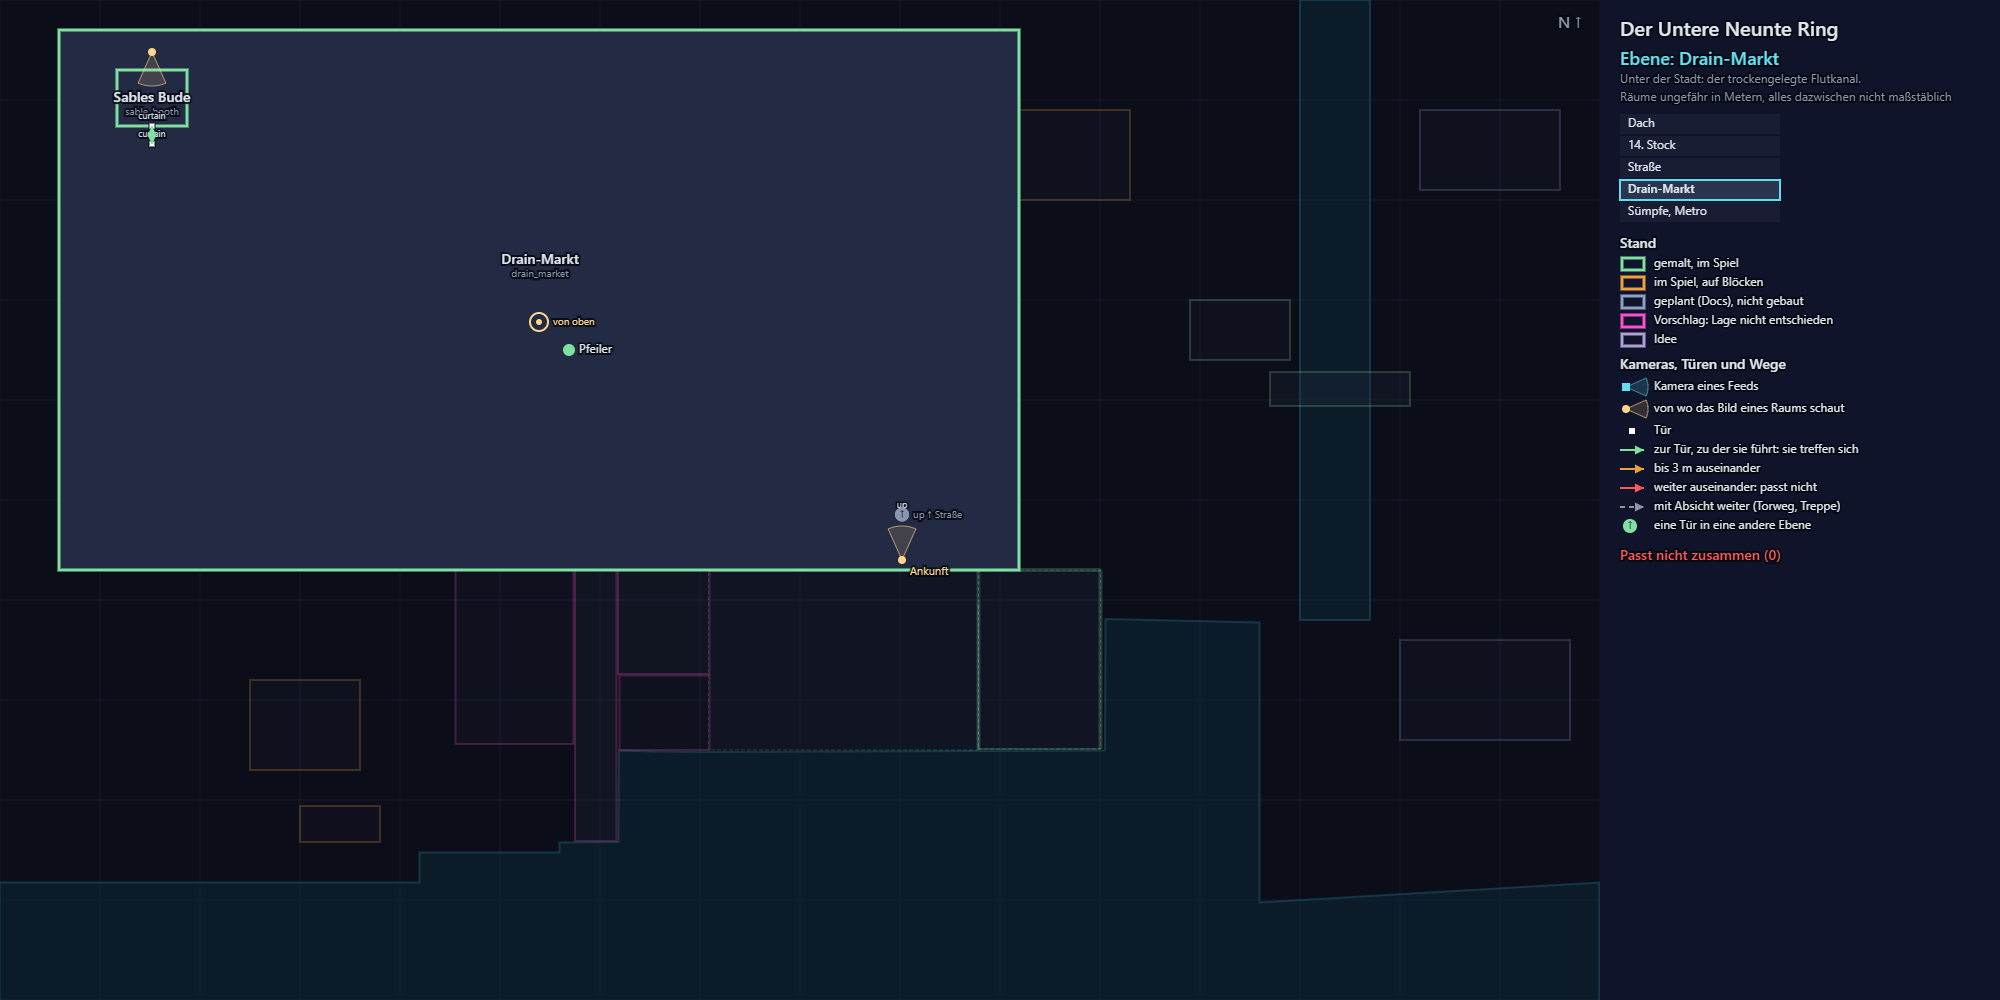 N ↑
Sables Bude
sable_booth
curtain
curtain
Drain-Markt
drain_market
von oben
Pfeiler
up
↑
up ↑ Straße
Ankunft
Der Untere Neunte Ring
Ebene: Drain-Markt
Unter der Stadt: der trockengelegte Flutkanal.
Räume ungefähr in Metern, alles dazwischen nicht maßstäblich
Dach
14. Stock
Straße
Drain-Markt
Sümpfe, Metro
Stand
gemalt, im Spiel
im Spiel, auf Blöcken
geplant (Docs), nicht gebaut
Vorschlag: Lage nicht entschieden
Idee
Kameras, Türen und Wege
Kamera eines Feeds
von wo das Bild eines Raums schaut
Tür
zur Tür, zu der sie führt: sie treffen sich
bis 3 m auseinander
weiter auseinander: passt nicht
mit Absicht weiter (Torweg, Treppe)
↑
eine Tür in eine andere Ebene
Passt nicht zusammen (0)